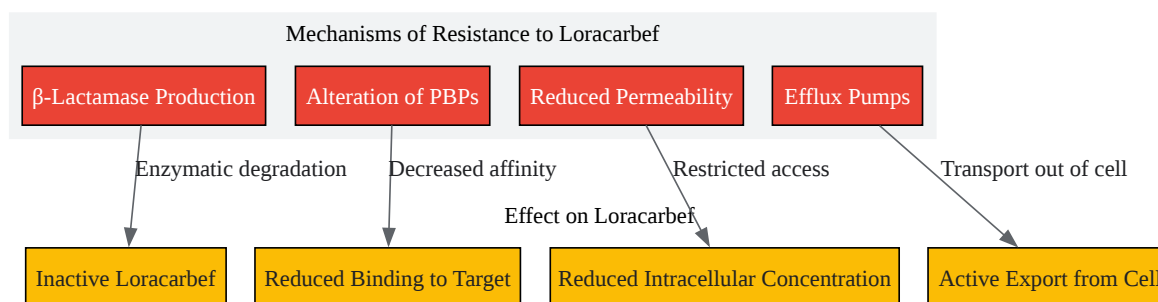 Mechanisms of Resistance to Loracarbef
β-Lactamase Production
Alteration of PBPs
Reduced Permeability
Efflux Pumps
Enzymatic degradation
Decreased affinity
Restricted access
Transport out of cell
Effect on Loracarbef
Inactive Loracarbef
Reduced Binding to Target
Reduced Intracellular Concentration
Active Export from Cell